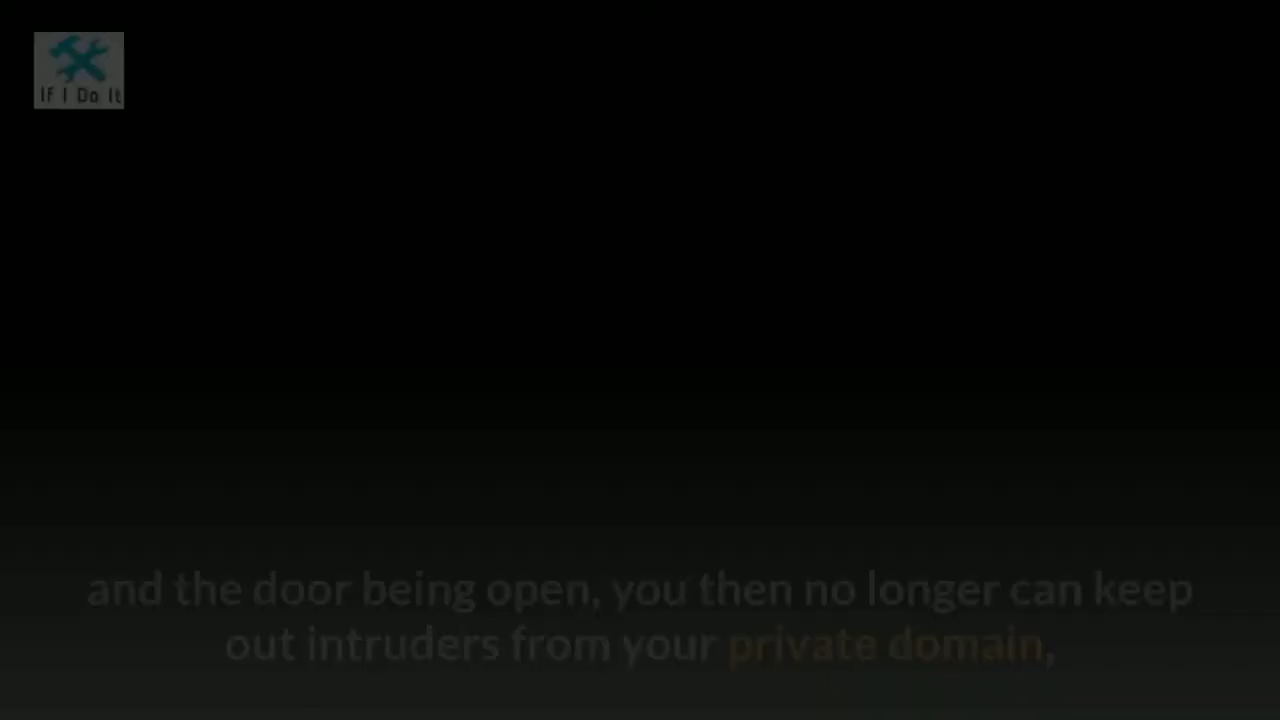 If I Do It
and the door being open, you then no longer can keep
out intruders from your private domain,